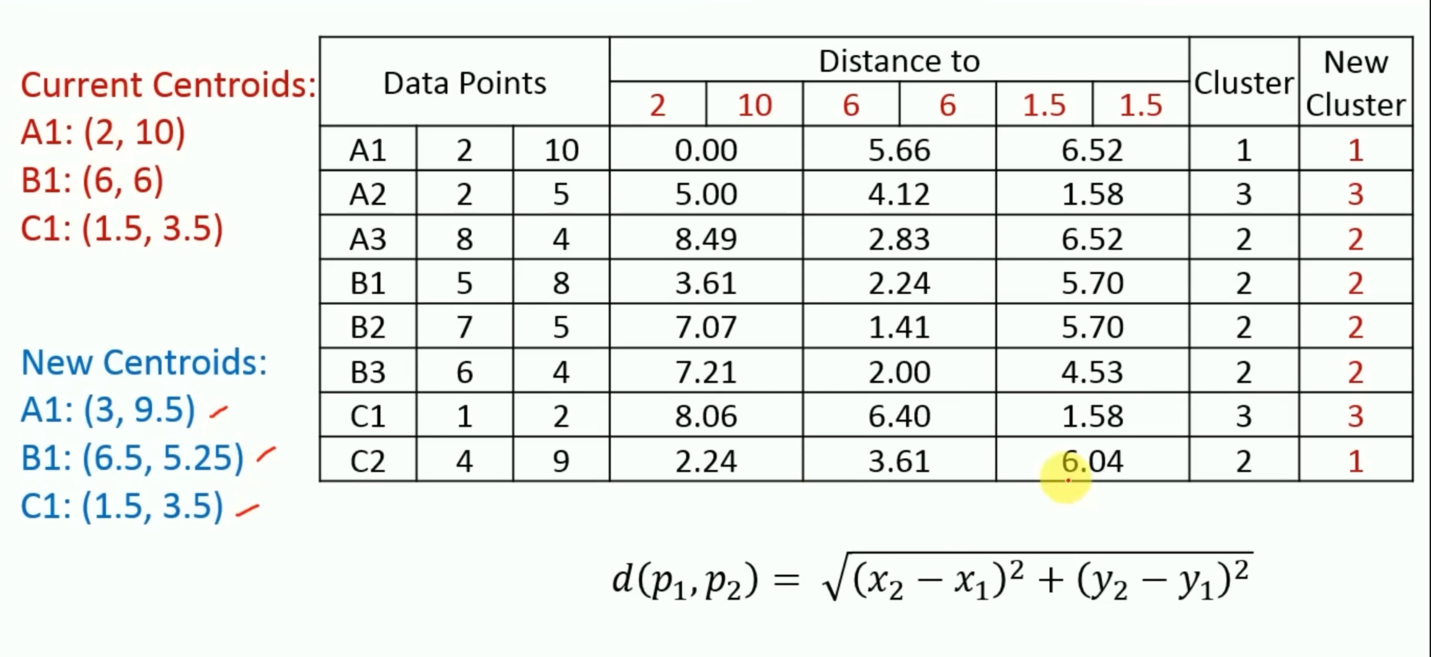 Current Centroids:
A1: (2, 10)
B1: (6, 6)
C1: (1.5, 3.5)
New Centroids:
A1: (3, 9.5)
B1: (6.5, 5.25)
C1: (1.5, 3.5)
Data Points Distance to Cluster New Cluster
2 10 6 6 1.5 1.5
A1 2 10 0.00 5.66 6.52 1 1
A2 2 5 5.00 4.12 1.58 3 3
A3 8 4 8.49 2.83 6.52 2 2
B1 5 8 3.61 2.24 5.70 2 2
B2 7 5 7.07 1.41 5.70 2 2
B3 6 4 7.21 2.00 4.53 2 2
C1 1 2 8.06 6.40 1.58 3 3
C2 4 9 2.24 3.61 6.04 2 1
d(p₁, p₂) = √(x₂ − x₁)² + (y₂ − y₁)²